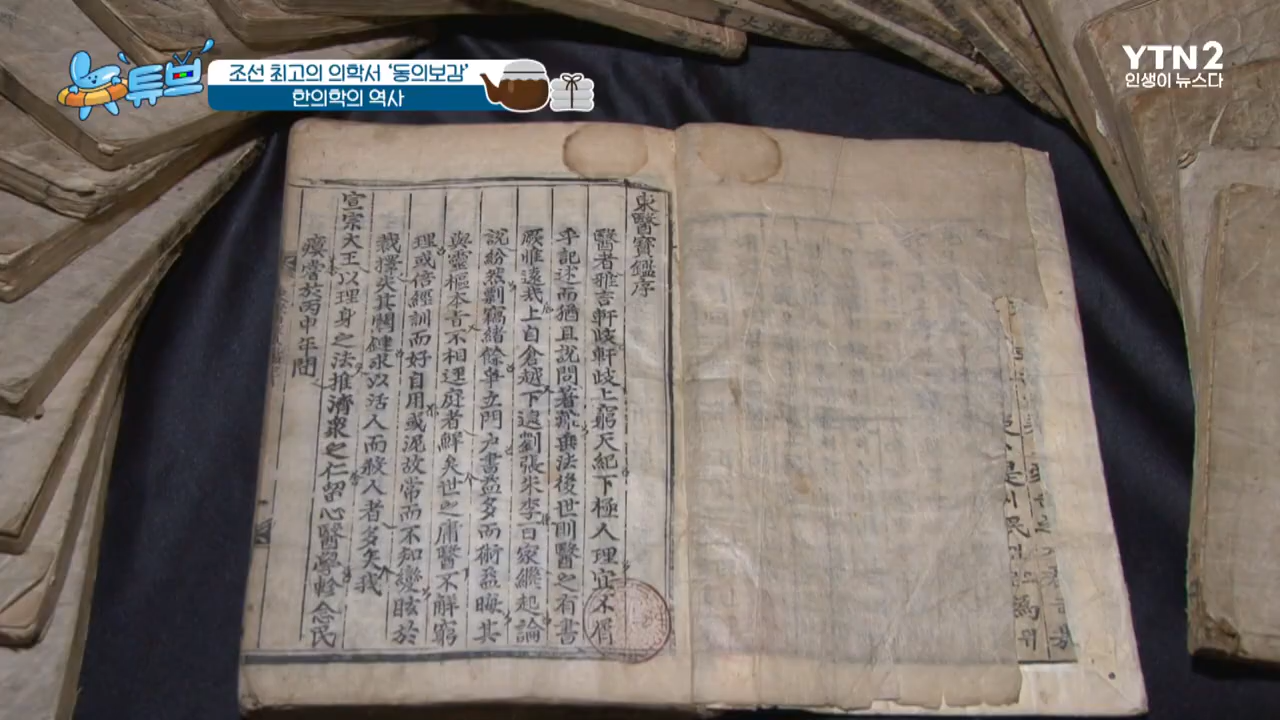 튜브
조선 최고의 의학서 '동의보감'
한의학의 역사
YTN2
인생이 뉴스다
東醫寶鑑序
醫者雅言軒岐軒岐上窮天紀下極人理宜不屑
乎記述而猶且說問著難垂法後世則醫之有書
厥惟遠哉上自倉越下逮劉張朱李百家繼起論
說紛然剽竊緖餘爭立門戶書益多而術益晦其
與靈樞本旨不相逕庭者鮮矣世之庸醫不解窮
理或倍經訓而好自用或泥故常而不知變眩於
裁擇失其關鍵求以活人而殺人者多矣我
宣宗大王以理身之法推濟衆之仁留心醫學軫念民
瘼嘗於丙申年間